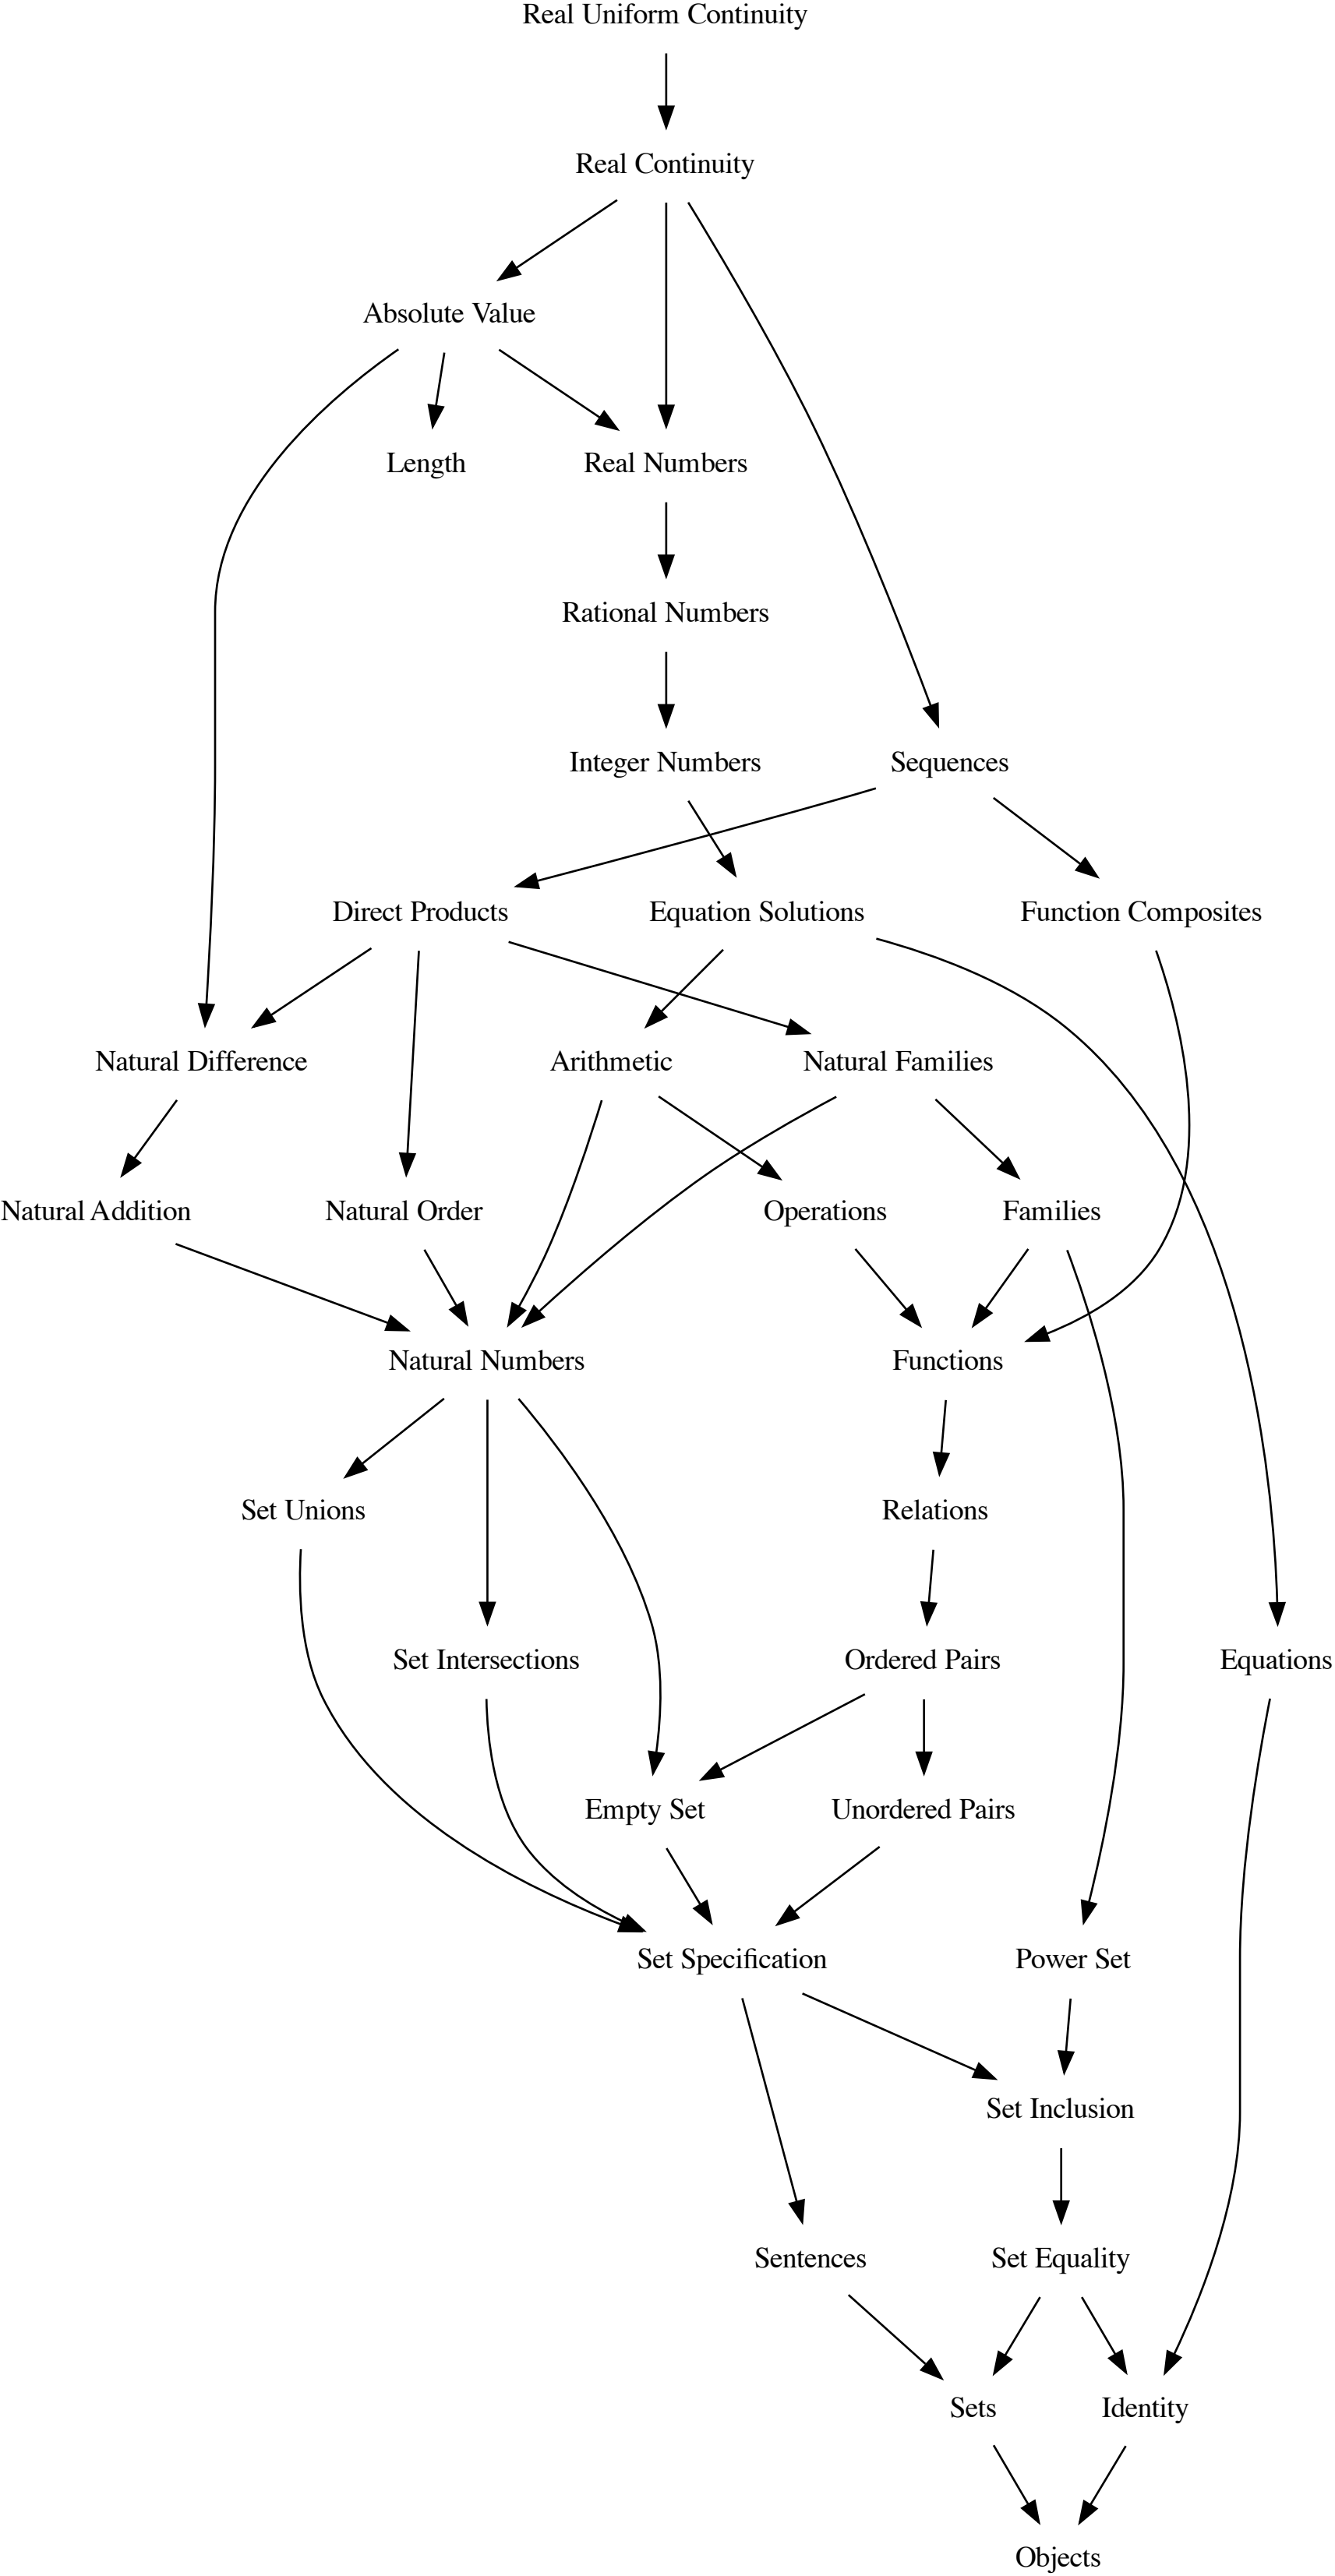 Real Uniform Continuity
Real Continuity
Absolute Value
Length
Real Numbers
Rational Numbers
Integer Numbers
Sequences
Direct Products
Equation Solutions
Function Composites
Natural Difference
Arithmetic
Natural Families
Natural Addition
Natural Order
Operations
Families
Natural Numbers
Functions
Set Unions
Relations
Set Intersections
Ordered Pairs
Equations
Empty Set
Unordered Pairs
Set Specification
Power Set
Set Inclusion
Sentences
Set Equality
Sets
Identity
Objects